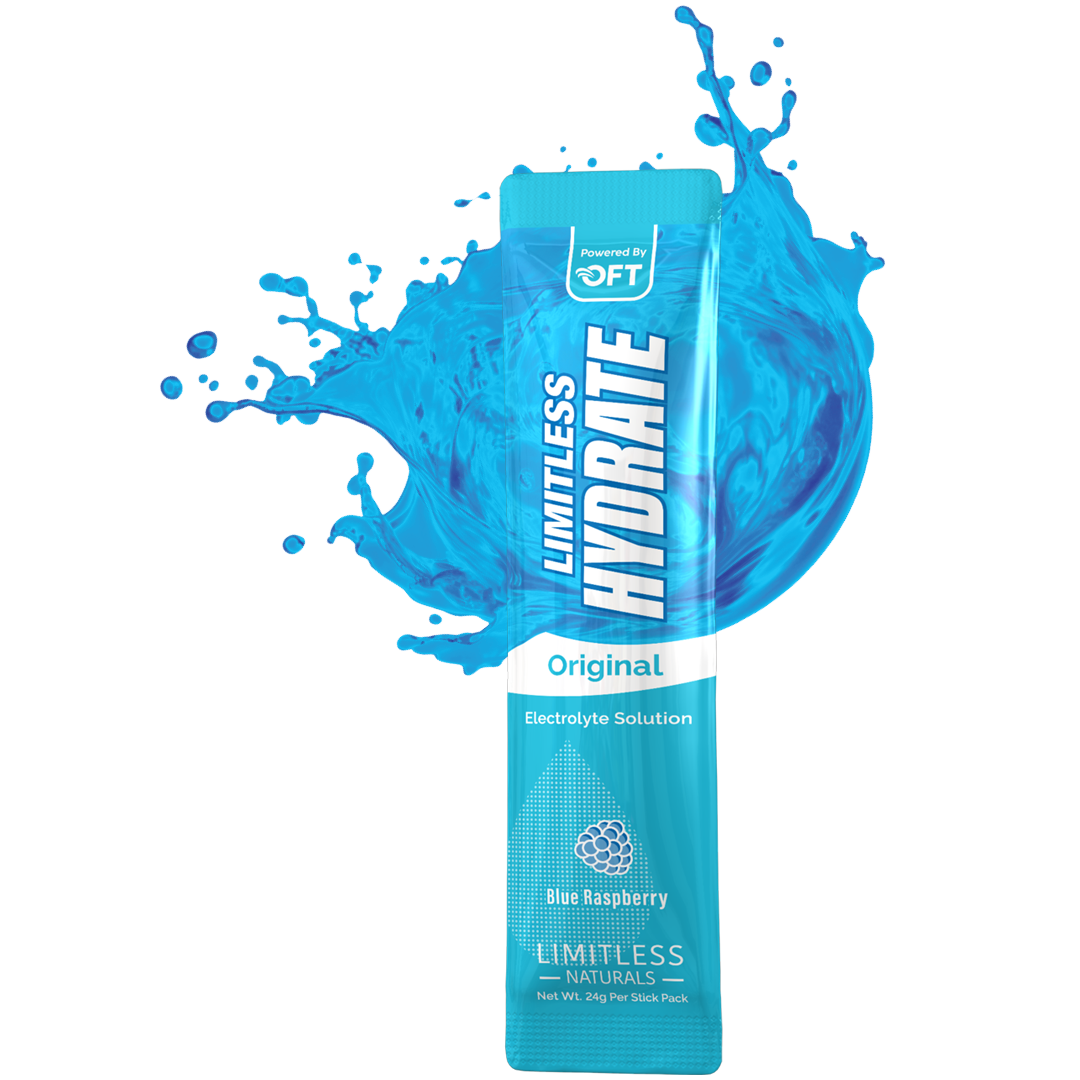 Powered By
OFT
LIMITLESS
HYDRATE
Original
Electrolyte Solution
Blue Raspberry
LIMITLESS
NATURALS
Net Wt. 24g Per Stick Pack